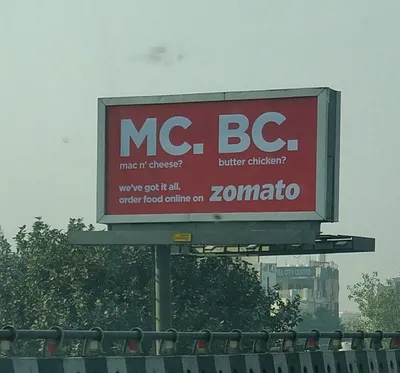 MC. BC.
mac n' cheese? butter chicken?
we've got it all.
order food online on zomato